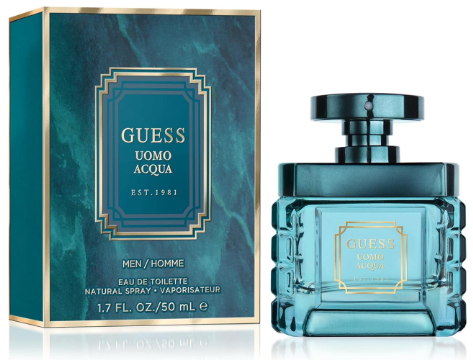 GUESS
UOMO
ACQUA
EST. 1981
MEN / HOMME
EAU DE TOILETTE
NATURAL SPRAY • VAPORISATEUR
1.7 FL. OZ./50 mL ℮
GUESS
UOMO
ACQUA